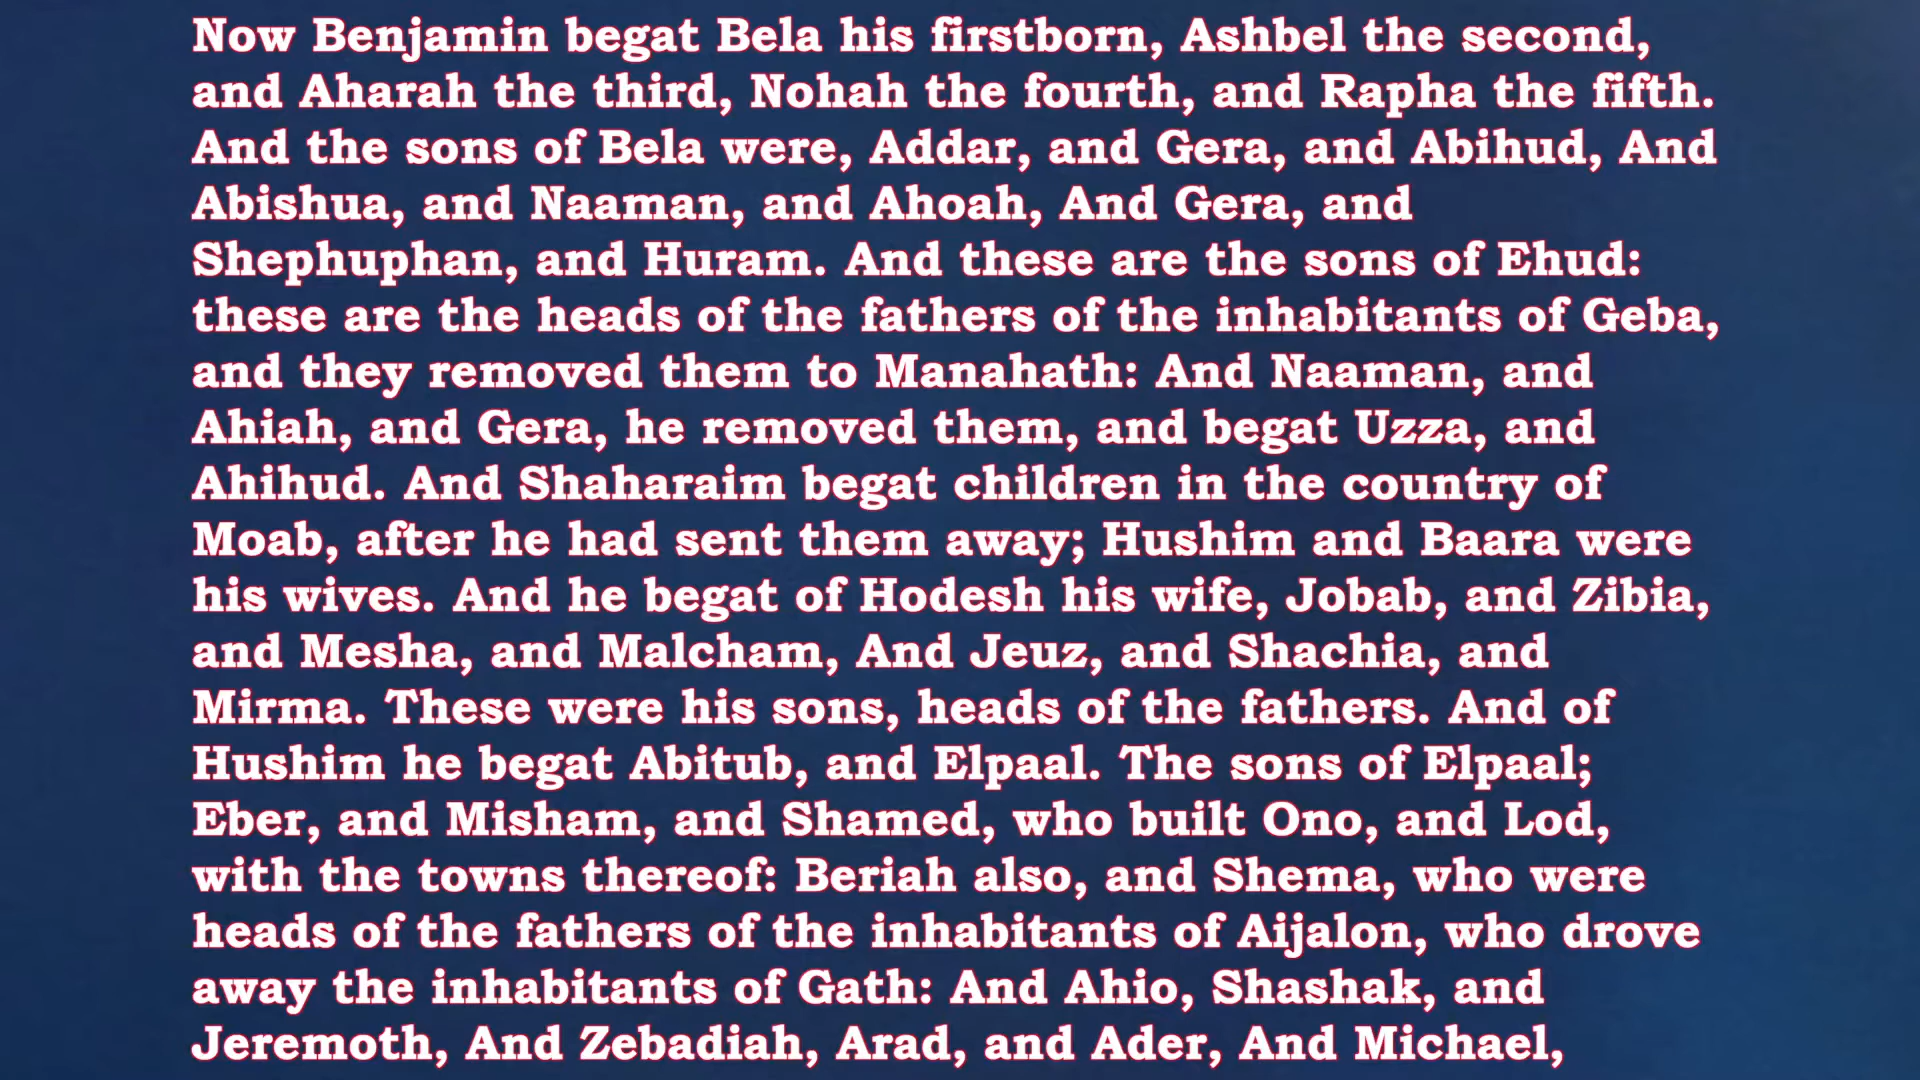 Now Benjamin begat Bela his firstborn, Ashbel the second,
and Aharah the third, Nohah the fourth, and Rapha the fifth.
And the sons of Bela were, Addar, and Gera, and Abihud, And
Abishua, and Naaman, and Ahoah, And Gera, and
Shephuphan, and Huram. And these are the sons of Ehud:
these are the heads of the fathers of the inhabitants of Geba,
and they removed them to Manahath: And Naaman, and
Ahiah, and Gera, he removed them, and begat Uzza, and
Ahihud. And Shaharaim begat children in the country of
Moab, after he had sent them away; Hushim and Baara were
his wives. And he begat of Hodesh his wife, Jobab, and Zibia,
and Mesha, and Malcham, And Jeuz, and Shachia, and
Mirma. These were his sons, heads of the fathers. And of
Hushim he begat Abitub, and Elpaal. The sons of Elpaal;
Eber, and Misham, and Shamed, who built Ono, and Lod,
with the towns thereof: Beriah also, and Shema, who were
heads of the fathers of the inhabitants of Aijalon, who drove
away the inhabitants of Gath: And Ahio, Shashak, and
Jeremoth, And Zebadiah, Arad, and Ader, And Michael,